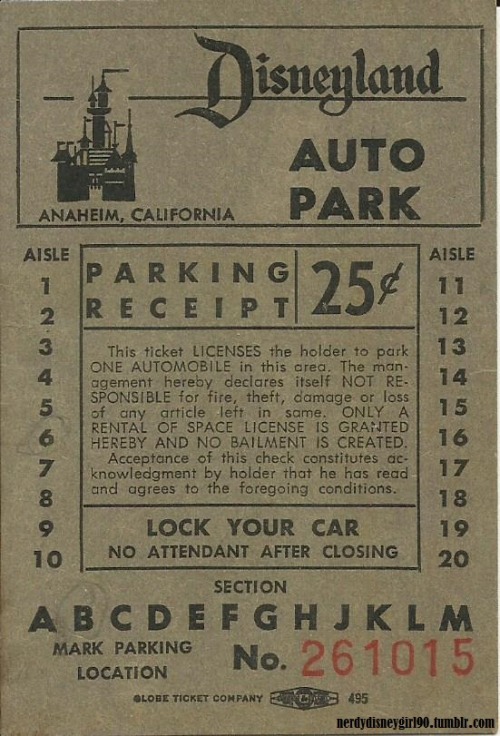 Disneyland
AUTO
PARK
ANAHEIM, CALIFORNIA
AISLE
1
2
3
4
5
6
7
8
9
10
PARKING
RECEIPT
25¢
This ticket LICENSES the holder to park
ONE AUTOMOBILE in this area. The man-
agement hereby declares itself NOT RE-
SPONSIBLE for fire, theft, damage or loss
of any article left in same. ONLY A
RENTAL OF SPACE LICENSE IS GRANTED
HEREBY AND NO BAILMENT IS CREATED.
Acceptance of this check constitutes ac-
knowledgment by holder that he has read
and agrees to the foregoing conditions.
LOCK YOUR CAR
NO ATTENDANT AFTER CLOSING
AISLE
11
12
13
14
15
16
17
18
19
20
SECTION
A B C D E F G H J K L M
MARK PARKING
LOCATION
No. 261015
GLOBE TICKET COMPANY 495
nerdydisneygirl90.tumblr.com